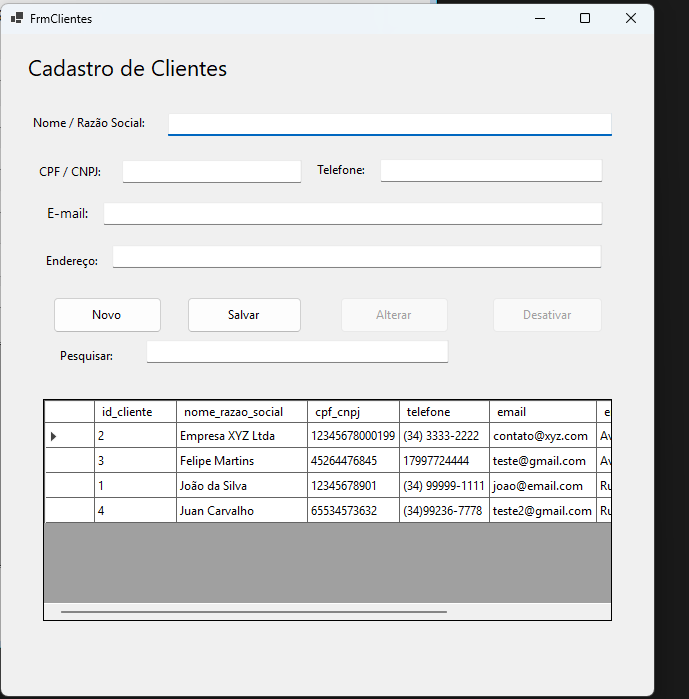 FrmClientes
Cadastro de Clientes
Nome / Razão Social:
CPF / CNPJ: Telefone:
E-mail:
Endereço:
Novo Salvar Alterar Desativar
Pesquisar:
id_cliente nome_razao_social cpf_cnpj telefone email e
2 Empresa XYZ Ltda 12345678000199 (34) 3333-2222 contato@xyz.com Av
3 Felipe Martins 45264476845 17997724444 teste@gmail.com Av
1 João da Silva 12345678901 (34) 99999-1111 joao@email.com Ru
4 Juan Carvalho 65534573632 (34)99236-7778 teste2@gmail.com Ru